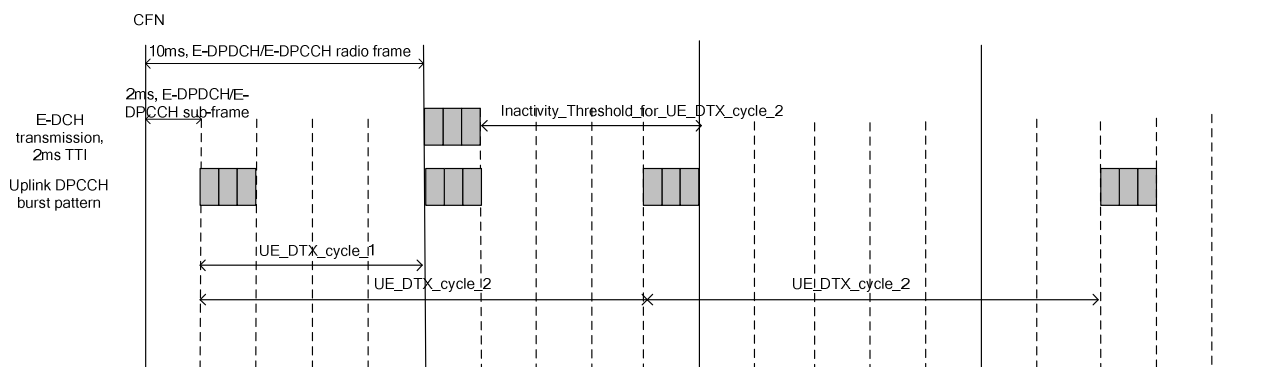 CFN
10ms, E-DPDCH/E-DPCCH radio frame
2ms, E-DPDCH/E-
DPCCH sub-frame
Inactivity_Threshold_for_UE_DTX_cycle_2
E-DCH
transmission,
2ms TTI
Uplink DPCCH
burst pattern
UE_DTX_cycle_1
UE_DTX_cycle_2
UE_DTX_cycle_2